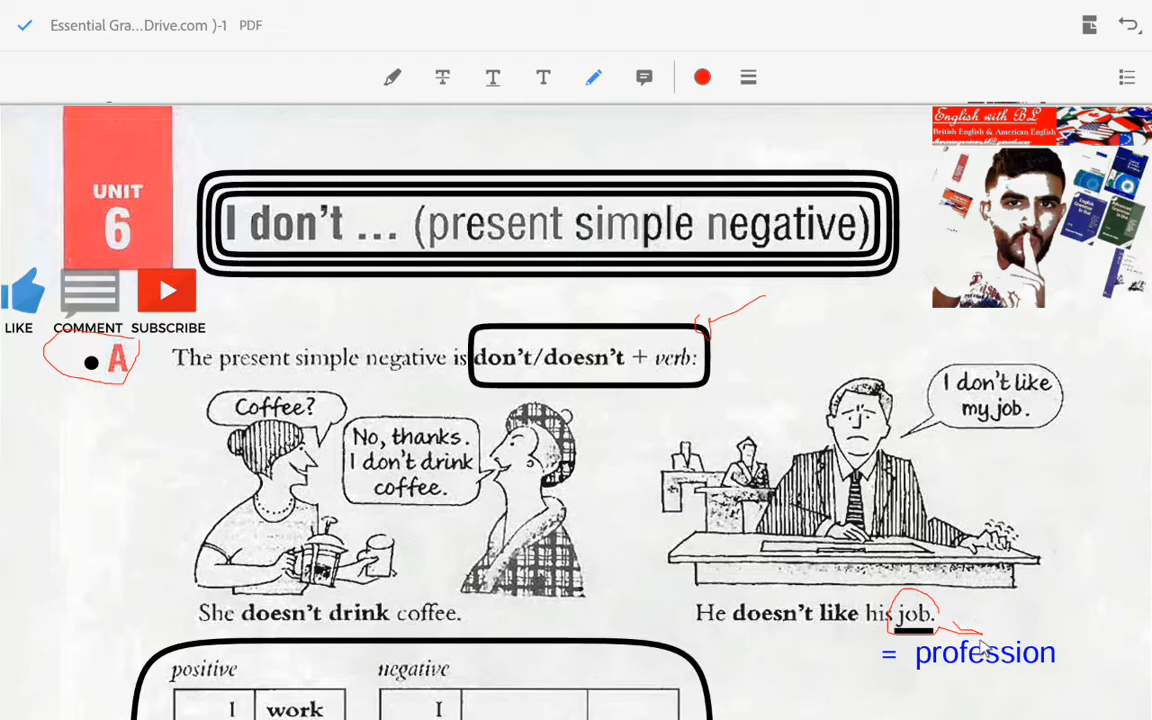 Essential Gra...Drive.com )-1 PDF
English with BL
British English & American English
UNIT
6
I don't ... (present simple negative)
LIKE COMMENT SUBSCRIBE
A
The present simple negative is don't/doesn't + verb:
Coffee?
No, thanks.
I don't drink
coffee.
I don't like
my job.
She doesn't drink coffee.
He doesn't like his job.
= profession
positive negative
I work I